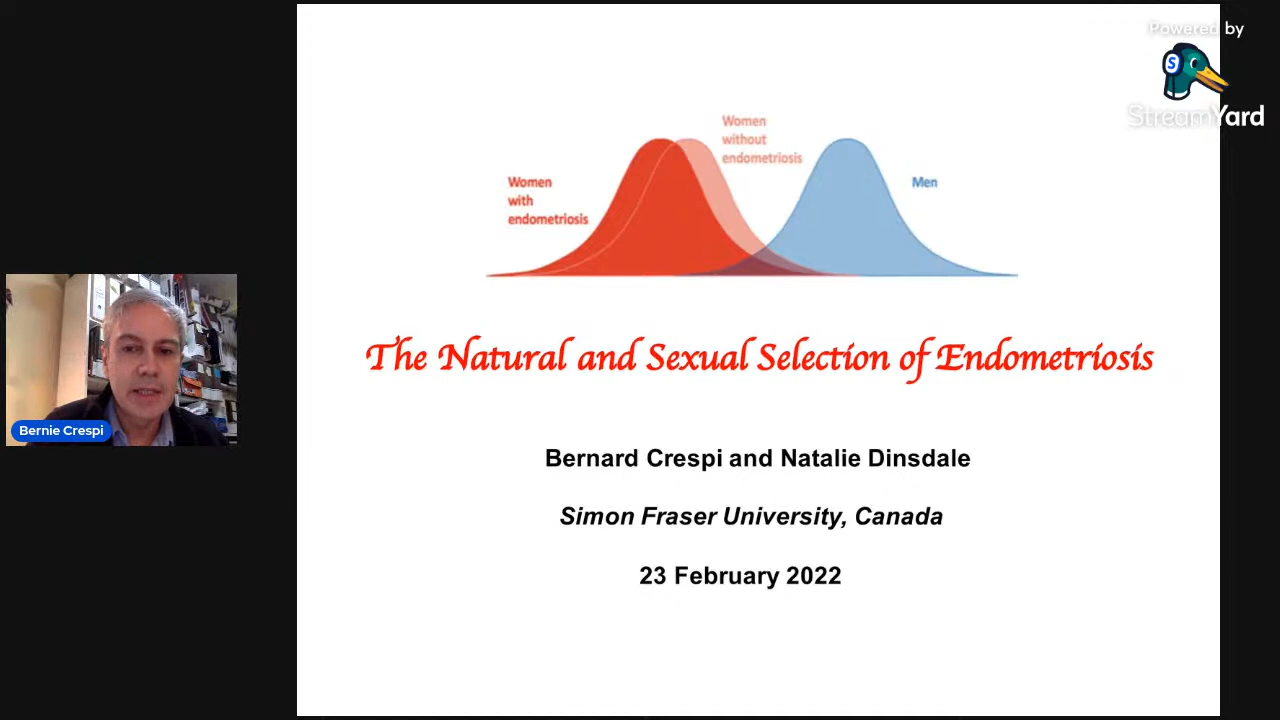 Powered by
StreamYard
Women
without
endometriosis
Women
with
endometriosis
Men
The Natural and Sexual Selection of Endometriosis
Bernie Crespi
Bernard Crespi and Natalie Dinsdale
Simon Fraser University, Canada
23 February 2022